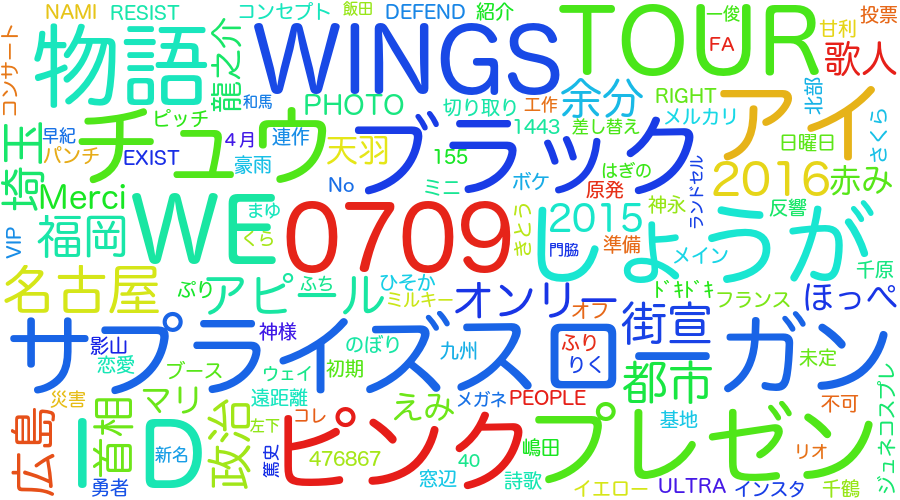 NAMI
RESIST
コンセプト
飯田
DEFEND
紹介
TOUR
一俊
FA
甘利
投票
コンサート
物語
龍之介
WINGS
歌人
和馬
PHOTO
切り取り
工作
余分
RIGHT
メルカリ
アイ
北部
早紀
埼玉
チュウ
ピッチ
4月
連作
ブラック
1443
差し替え
日曜日
さくら
パンチ
EXIST
豪雨
天羽
155
はぎの
ランドセル
Merci
No
ミニ
ボケ
原発
2016
赤み
VIP
福岡
WE
まゆ
くら
0709
さとう
しょうが
2015
神永
反響
門脇
準備
メイン
千原
名古屋
ぷり
アピール
ふち
ひそか
ミルキー
オンリー
オフ
ドキドキ
フランス
ほっぺ
サプライズズ
影山
恋愛
神様
のぼり
九州
回
ふり
りく
街宣
ー
ガン
未定
ブース
ウェイ
初期
都市
災害
広島
首相
マリ
政治
遠距離
左下
コレ
えみ
メガネ
PEOPLE
基地
不可
ジュネコスプレ
ID
新名
篤史
ピンク
プレゼン
リオ
勇者
476867
窓辺
40
嶋田
詩歌
イエロー
ULTRA
インスタ
千鶴